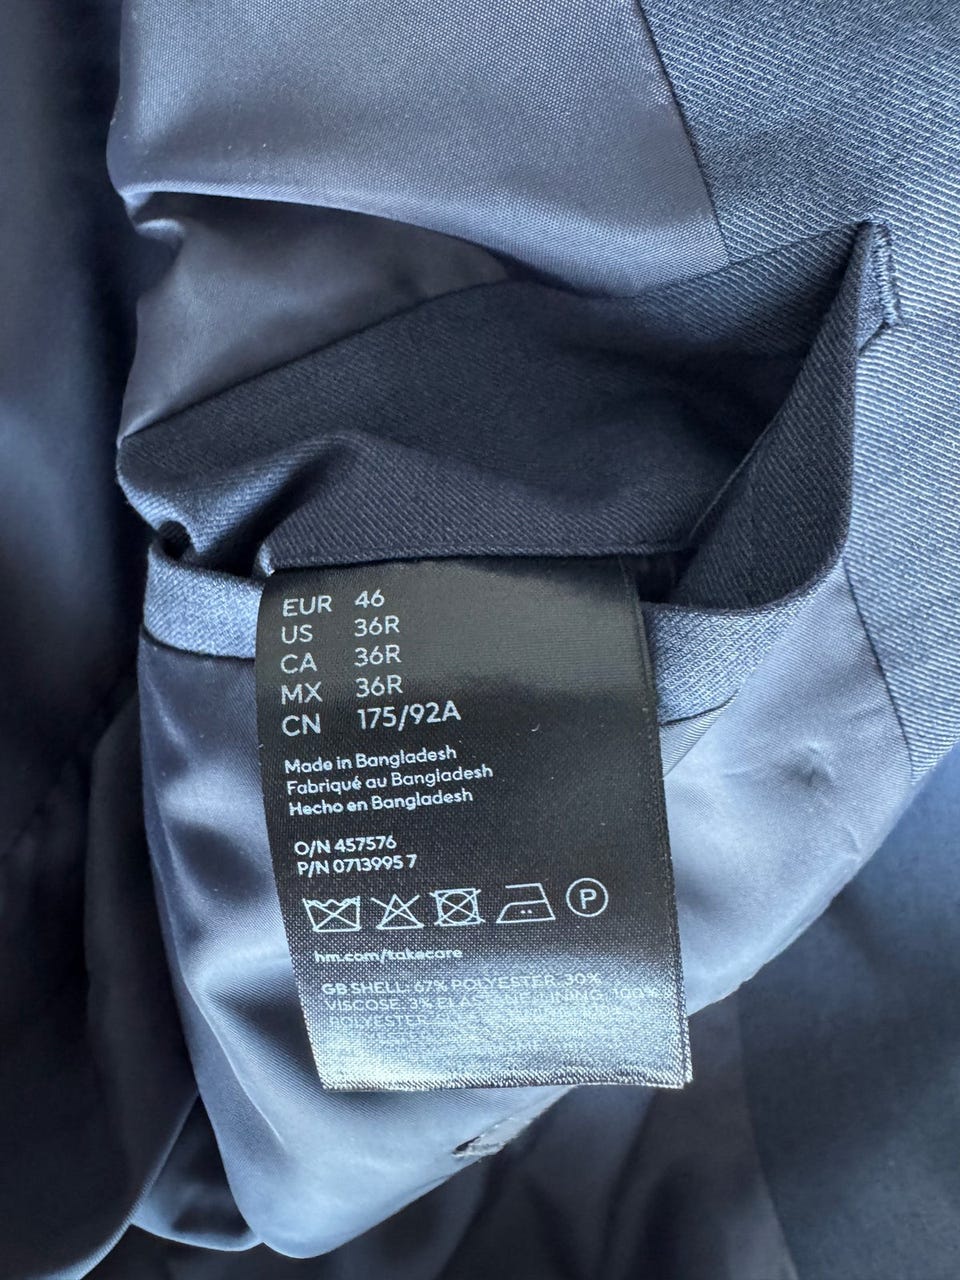 EUR 46
US 36R
CA 36R
MX 36R
CN 175/92A
Made in Bangladesh
Fabriqué au Bangladesh
Hecho en Bangladesh
O/N 457576
P/N 0713995 7
P
hm.com/takecare
GB SHELL: 67% POLYESTER, 30%
VISCOSE, 3% ELASTANE. LINING: 100%
POLYESTER